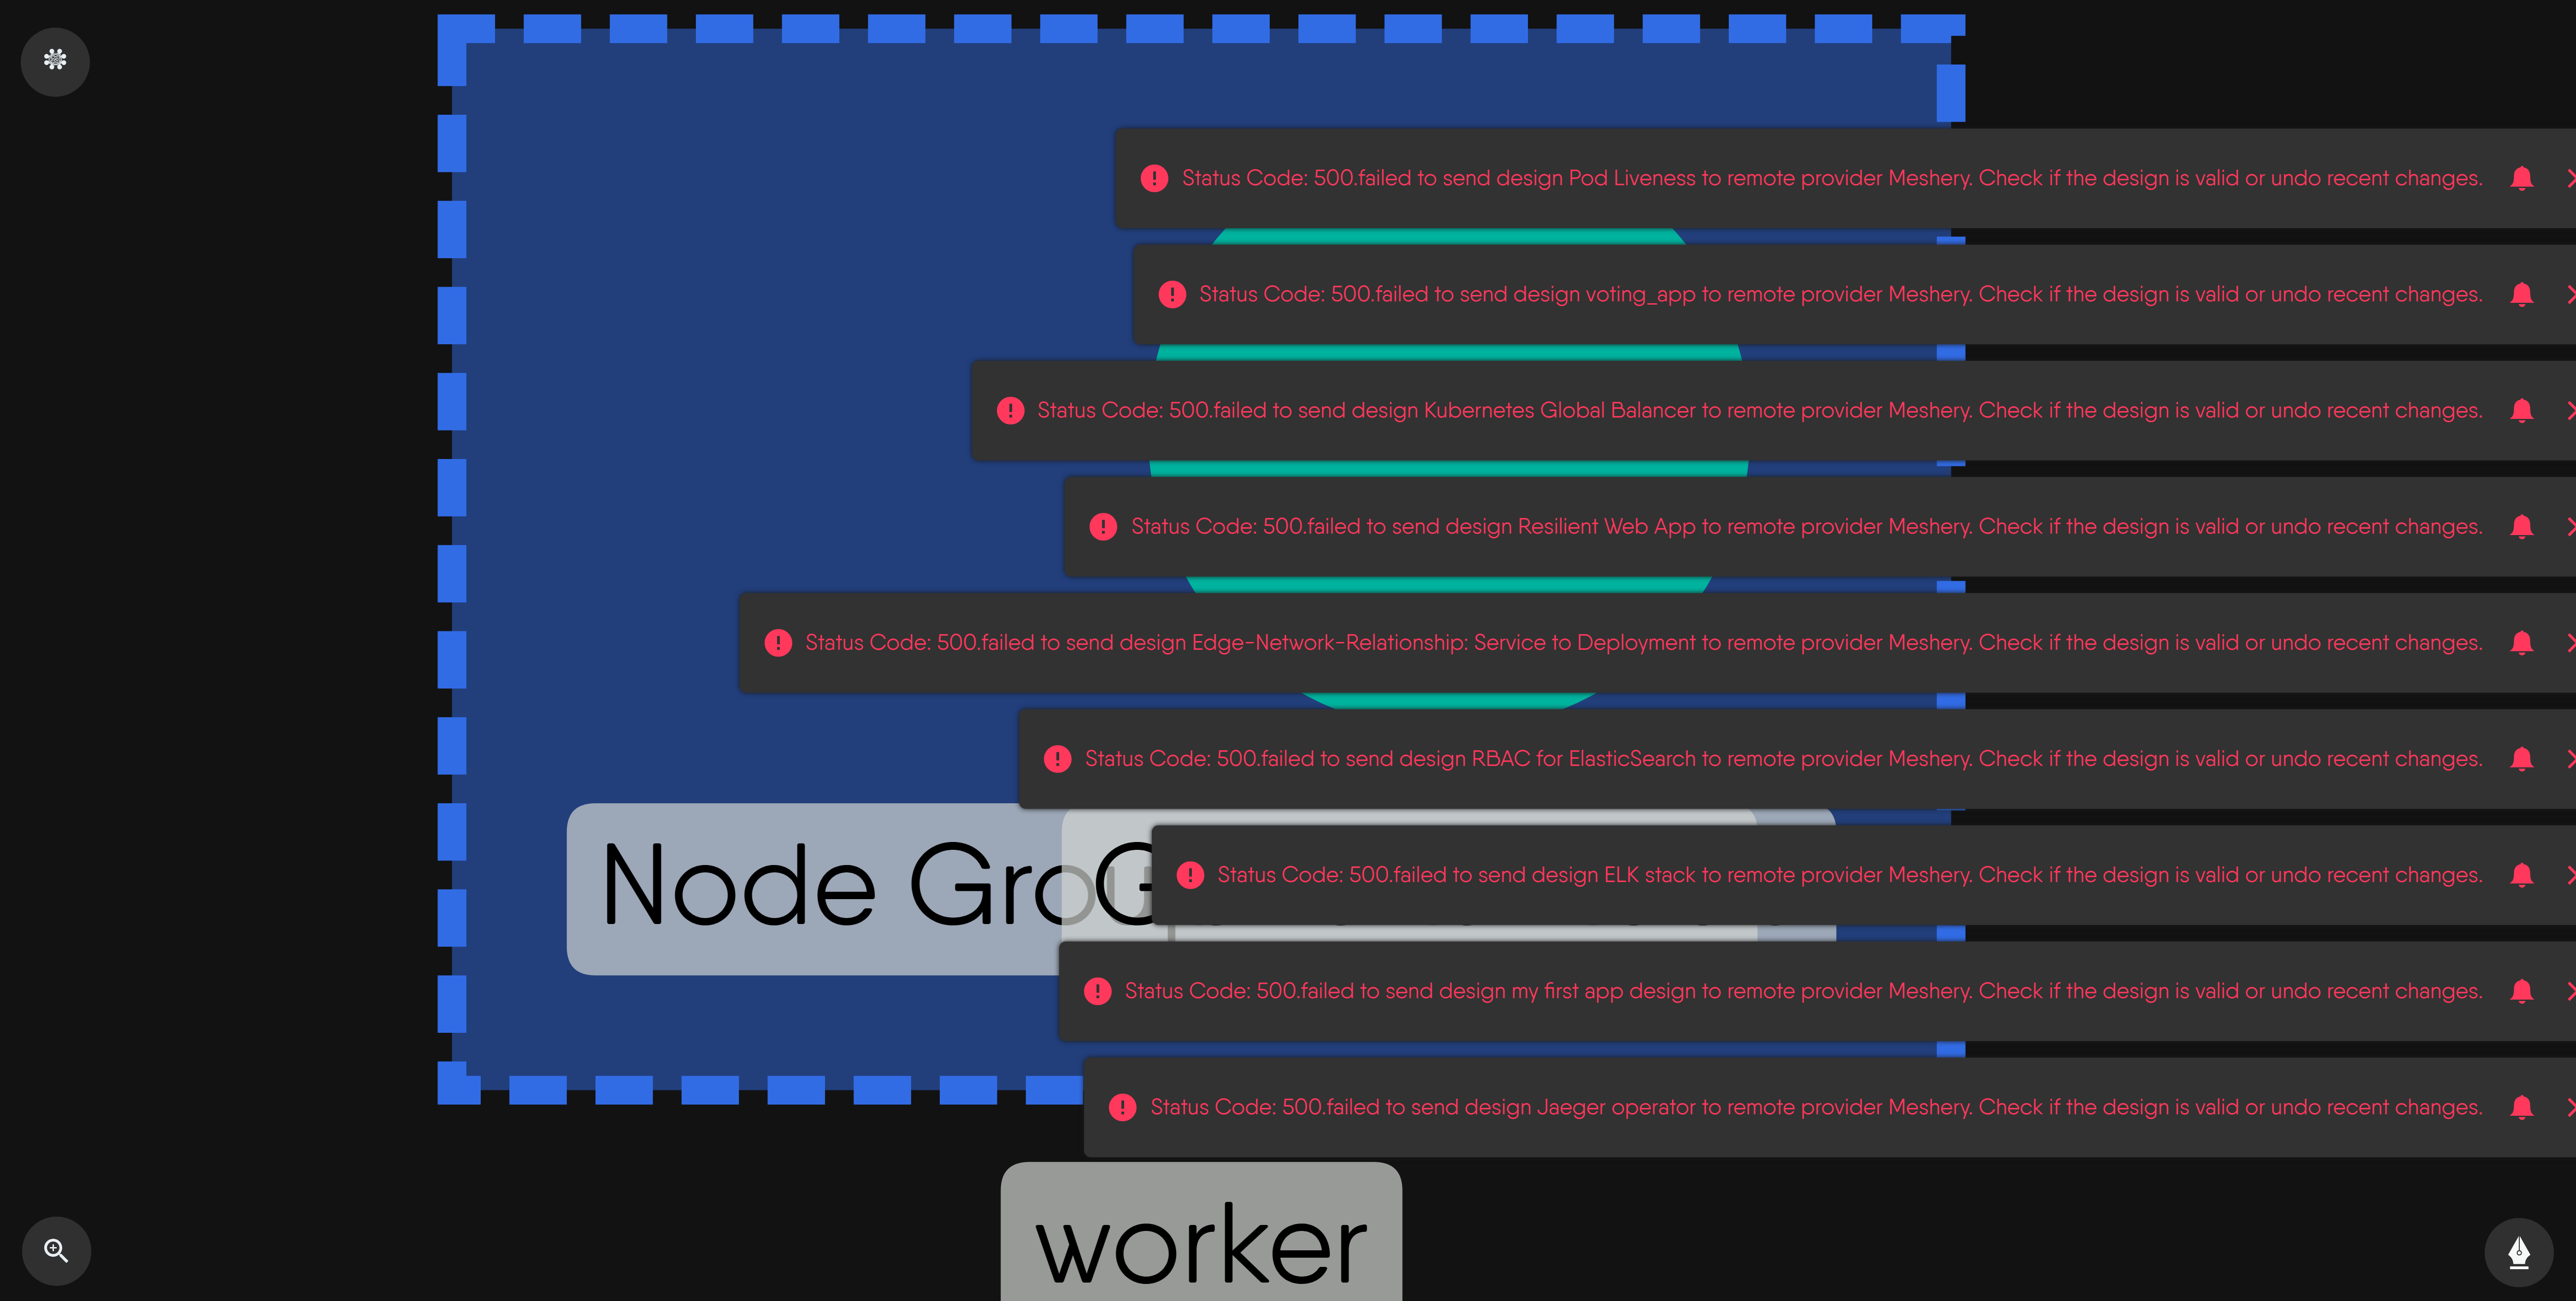 Status Code: 500.failed to send design Pod Liveness to remote provider Meshery. Check if the design is valid or undo recent changes.
Status Code: 500.failed to send design voting_app to remote provider Meshery. Check if the design is valid or undo recent changes.
Status Code: 500.failed to send design Kubernetes Global Balancer to remote provider Meshery. Check if the design is valid or undo recent changes.
Status Code: 500.failed to send design Resilient Web App to remote provider Meshery. Check if the design is valid or undo recent changes.
Status Code: 500.failed to send design Edge-Network-Relationship: Service to Deployment to remote provider Meshery. Check if the design is valid or undo recent changes.
Status Code: 500.failed to send design RBAC for ElasticSearch to remote provider Meshery. Check if the design is valid or undo recent changes.
Node
Status Code: 500.failed to send design ELK stack to remote provider Meshery. Check if the design is valid or undo recent changes.
Status Code: 500.failed to send design my first app design to remote provider Meshery. Check if the design is valid or undo recent changes.
Status Code: 500.failed to send design Jaeger operator to remote provider Meshery. Check if the design is valid or undo recent changes.
worker